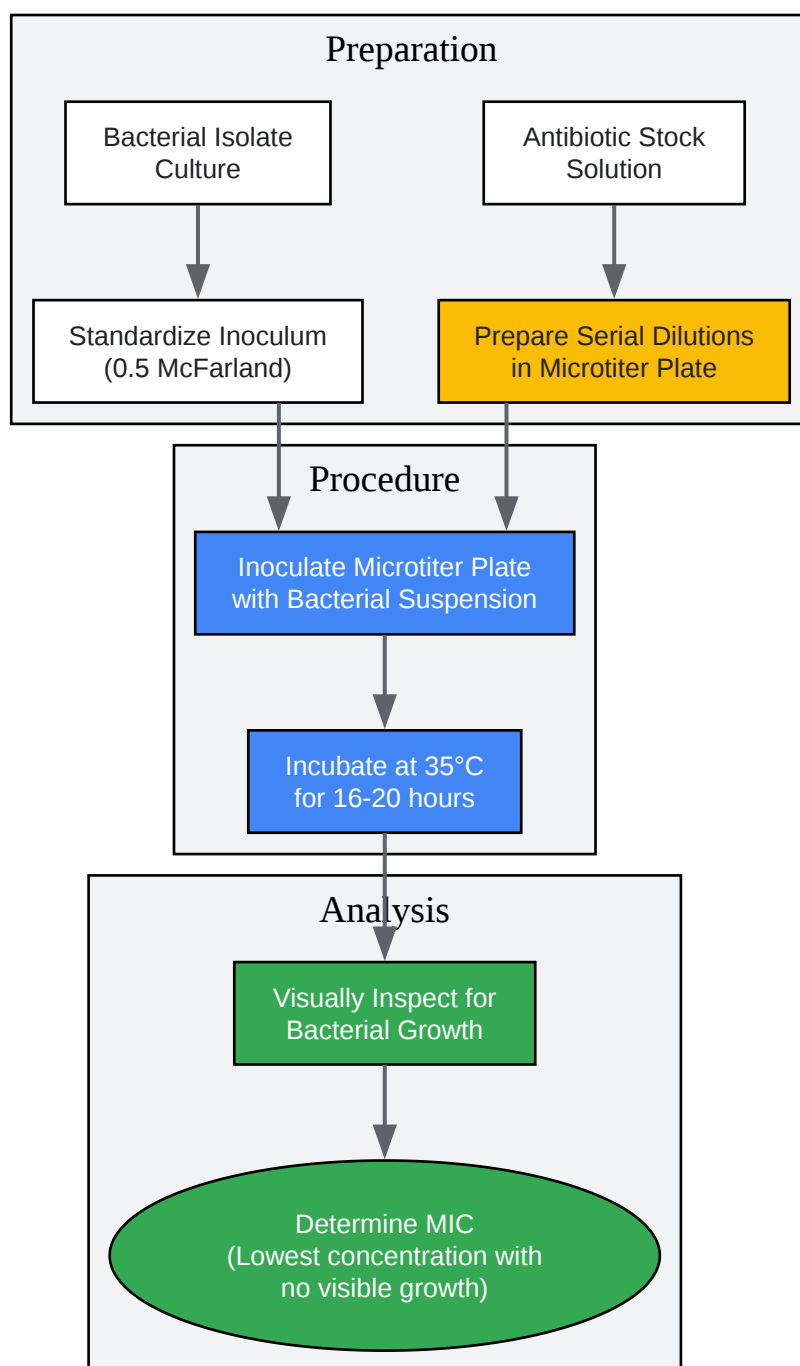 Preparation
Bacterial Isolate
Culture
Antibiotic Stock
Solution
Standardize Inoculum
(0.5 McFarland)
Prepare Serial Dilutions
in Microtiter Plate
Procedure
Inoculate Microtiter Plate
with Bacterial Suspension
Incubate at 35°C
for 16-20 hours
Analysis
Visually Inspect for
Bacterial Growth
Determine MIC
(Lowest concentration with
no visible growth)